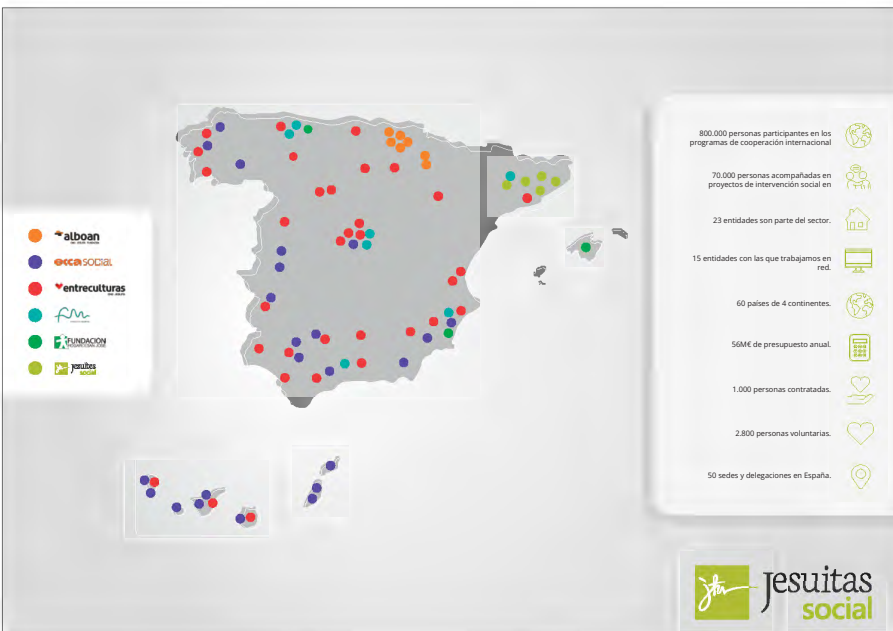 alboan
ecca social
entreculturas
fm
FUNDACIÓN
jesuïtes
social
800.000 personas participantes en los
programas de cooperación internacional
70.000 personas acompañadas en
proyectos de intervención social en
23 entidades son parte del sector.
15 entidades con las que trabajamos en
red.
60 países de 4 continentes.
56M€ de presupuesto anual.
1.000 personas contratadas.
2.800 personas voluntarias.
50 sedes y delegaciones en España.
jesuitas
social